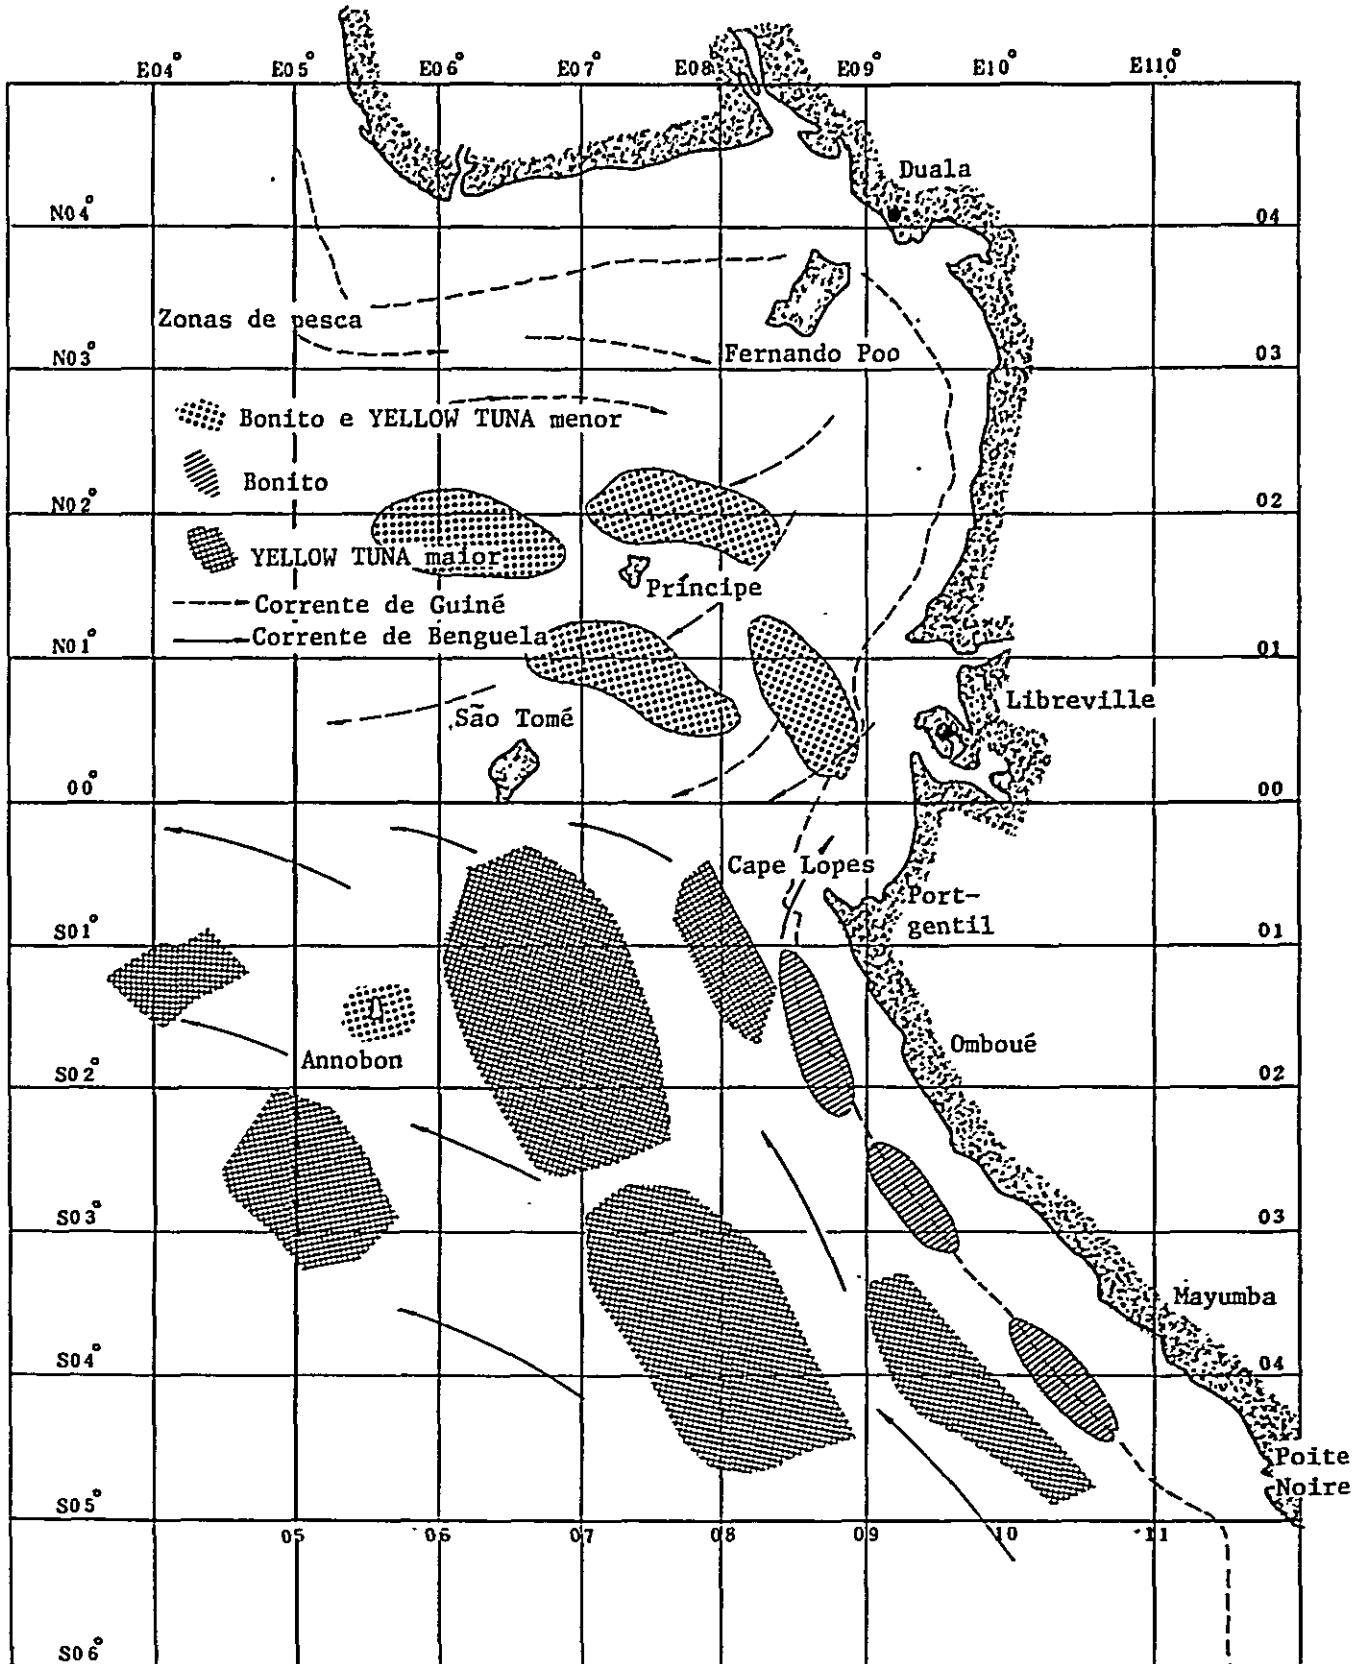 E04° E05° E06° E07° E08 E09° E10° E110°
Duala
N04° 04
Zonas de pesca
N03° Fernando Poo 03
Bonito e YELLOW TUNA menor
Bonito
N02° 02
YELLOW TUNA maior
Príncipe
Corrente de Guiné
Corrente de Benguela
N01° 01
Libreville
São Tomé
00° 00
Cape Lopes
Port-
gentil
S01° 01
Omboué
Annobon
S02° 02
S03° 03
Mayumba
S04° 04
Poite
Noire
S05°
05 06 07 08 09 10 11
S06°